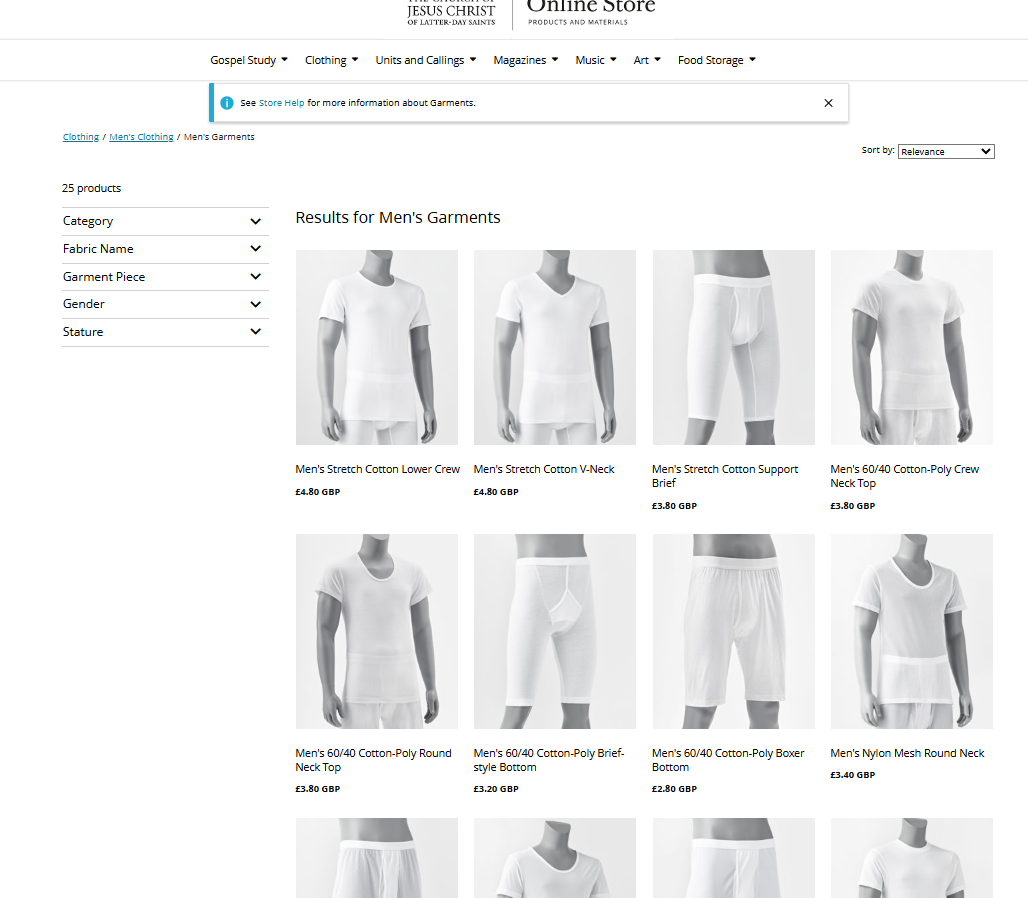 JESUS CHRIST
OF LATTER-DAY SAINTS
Online Store
PRODUCTS AND MATERIALS
Gospel Study
Clothing
Units and Callings
Magazines
Music
Art
Food Storage
See Store Help for more information about Garments.
Clothing / Men's Clothing / Men's Garments
Sort by: Relevance
25 products
Category
Fabric Name
Garment Piece
Gender
Stature
Results for Men's Garments
Men's Stretch Cotton Lower Crew
£4.80 GBP
Men's Stretch Cotton V-Neck
£4.80 GBP
Men's Stretch Cotton Support
Brief
£3.80 GBP
Men's 60/40 Cotton-Poly Crew
Neck Top
£3.80 GBP
Men's 60/40 Cotton-Poly Round
Neck Top
£3.80 GBP
Men's 60/40 Cotton-Poly Brief-
style Bottom
£3.20 GBP
Men's 60/40 Cotton-Poly Boxer
Bottom
£2.80 GBP
Men's Nylon Mesh Round Neck
£3.40 GBP